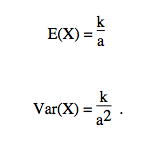 E(X) = k/a
Var(X) = k/a² .